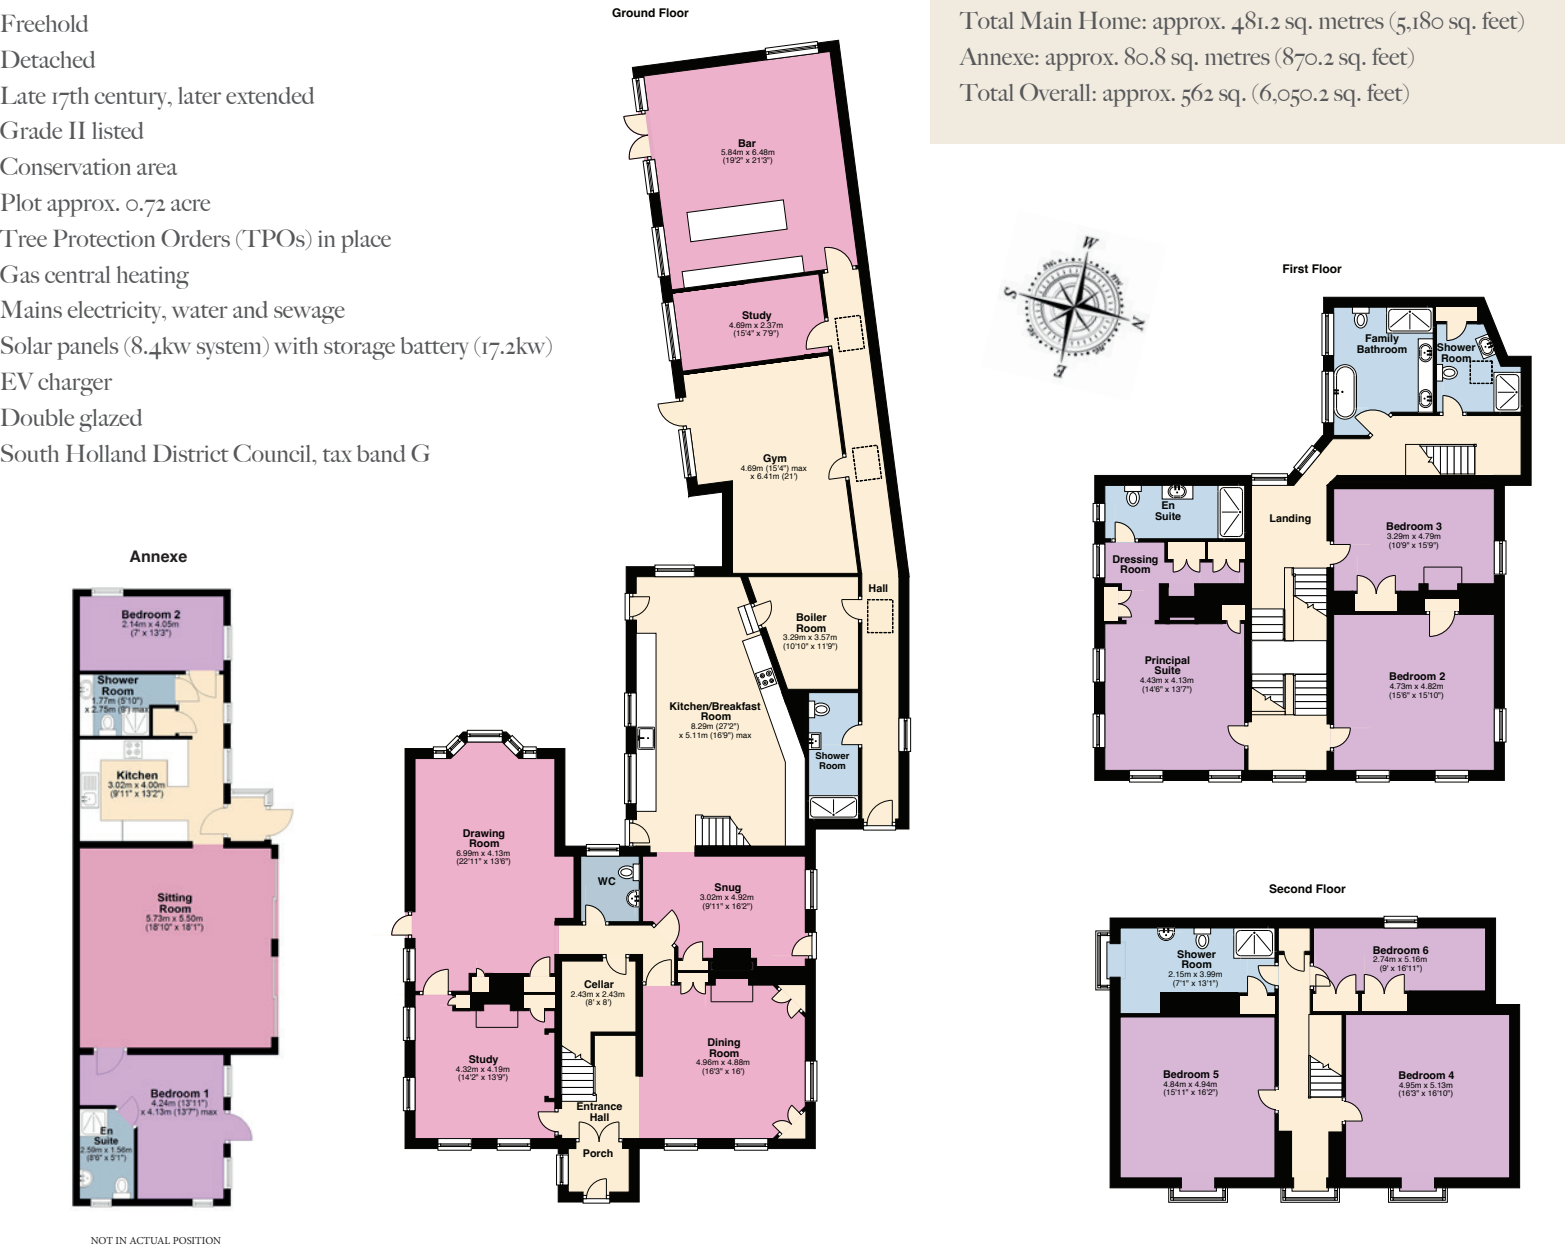 Freehold
Detached
Late 17th century, later extended
Grade II listed
Conservation area
Plot approx. 0.72 acre
Tree Protection Orders (TPOs) in place
Gas central heating
Mains electricity, water and sewage
Solar panels (8.4kw system) with storage battery (17.2kw)
EV charger
Double glazed
South Holland District Council, tax band G
Total Main Home: approx. 481.2 sq. metres (5,180 sq. feet)
Annexe: approx. 80.8 sq. metres (870.2 sq. feet)
Total Overall: approx. 562 sq. (6,050.2 sq. feet)
Annexe
Bedroom 2
2.14m x 4.05m
(7' x 13'3")
Shower
Room
1.77m (5'10")
x 2.75m (9') max
Kitchen
3.02m x 4.00m
(9'11" x 13'2")
Sitting
Room
5.73m x 5.50m
(18'10" x 18'1")
Bedroom 1
4.24m (13'11")
x 4.13m (13'7") max
En
Suite
2.59m x 1.56m
(8'6" x 5'1")
NOT IN ACTUAL POSITION
Ground Floor
Bar
5.84m x 6.48m
(19'2" x 21'3")
Study
4.69m x 2.37m
(15'4" x 7'9")
Gym
4.69m (15'4") max
x 6.41m (21')
Hall
Boiler
Room
3.29m x 3.57m
(10'10" x 11'9")
Kitchen/Breakfast
Room
8.29m (27'2")
x 5.11m (16'9") max
Shower
Room
Drawing
Room
6.99m x 4.13m
(22'11" x 13'6")
WC
Snug
3.02m x 4.92m
(9'11" x 16'2")
Cellar
2.43m x 2.43m
(8' x 8')
Study
4.32m x 4.19m
(14'2" x 13'9")
Dining
Room
4.96m x 4.88m
(16'3" x 16')
Entrance
Hall
Porch
W
S
N
E
First Floor
Family
Bathroom
Shower
Room
En
Suite
Landing
Bedroom 3
3.29m x 4.79m
(10'9" x 15'9")
Dressing
Room
Principal
Suite
4.43m x 4.13m
(14'6" x 13'7")
Bedroom 2
4.73m x 4.82m
(15'6" x 15'10")
Second Floor
Shower
Room
2.15m x 3.99m
(7'1" x 13'1")
Bedroom 6
2.74m x 5.16m
(9' x 16'11")
Bedroom 5
4.84m x 4.94m
(15'11" x 16'2")
Bedroom 4
4.95m x 5.13m
(16'3" x 16'10")